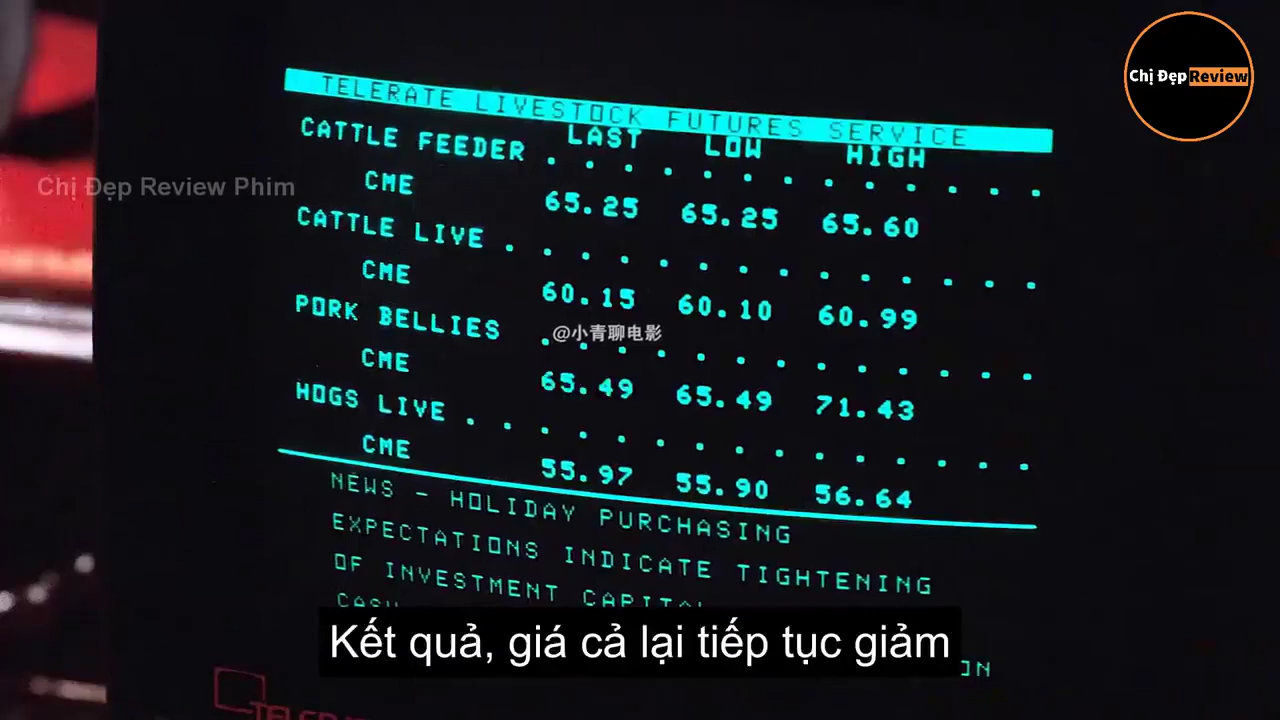 Chị Đẹp Review
TELERATE LIVESTOCK FUTURES SERVICE
LAST LOW HIGH
CATTLE FEEDER . . . . . . . . . . . . .
Chị Đẹp Review Phim
CME 65.25 65.25 65.60
CATTLE LIVE . . . . . . . . . . . . . .
CME 60.15 60.10 60.99
PORK BELLIES . . . . . . . . . . . . .
@小青聊电影
CME 65.49 65.49 71.43
HOGS LIVE . . . . . . . . . . . . . . .
CME 55.97 55.90 56.64
NEWS - HOLIDAY PURCHASING
EXPECTATIONS INDICATE TIGHTENING
OF INVESTMENT CAPITAL
CASH
Kết quả, giá cả lại tiếp tục giảm